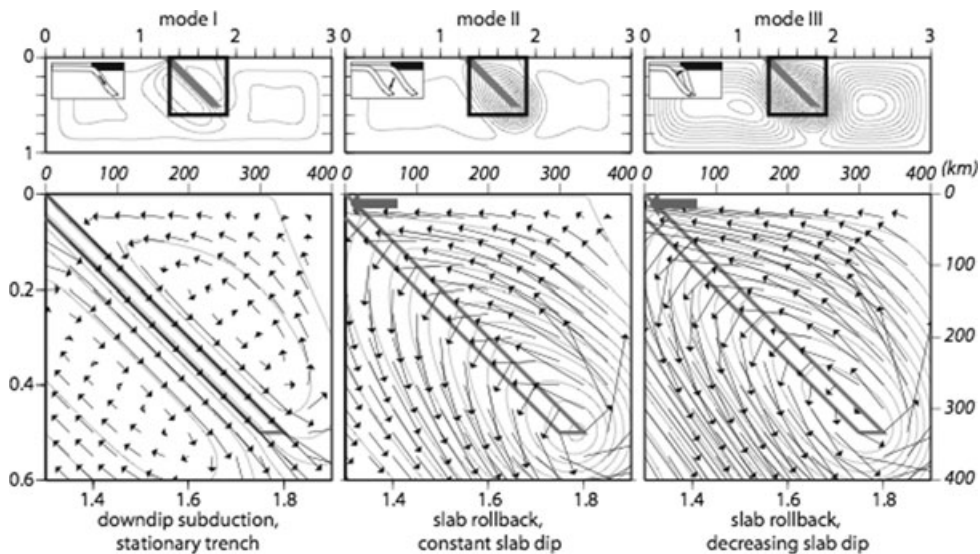 mode I mode II mode III
0 1 2 3 0 1 2 3 0 1 2 3
0
1
0 100 200 300 400 0 100 200 300 400 0 100 200 300 400 (km)
0 0
100
0.2
200
0.4
300
0.6 400
1.4 1.6 1.8 1.4 1.6 1.8 1.4 1.6 1.8
downdip subduction, slab rollback, slab rollback,
stationary trench constant slab dip decreasing slab dip